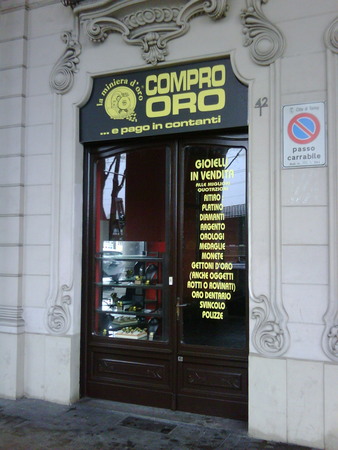 la miniera d'oro
COMPRO
ORO
... e pago in contanti
42
GIOIELLI
IN VENDITA
ALLE MIGLIORI
QUOTAZIONI
RITIRO
PLATINO
DIAMANTI
ARGENTO
OROLOGI
MEDAGLIE
MONETE
GETTONI D'ORO
(ANCHE OGGETTI
ROTTI O ROVINATI)
ORO DENTARIO
SVINCOLO
POLIZZE
passo
carrabile